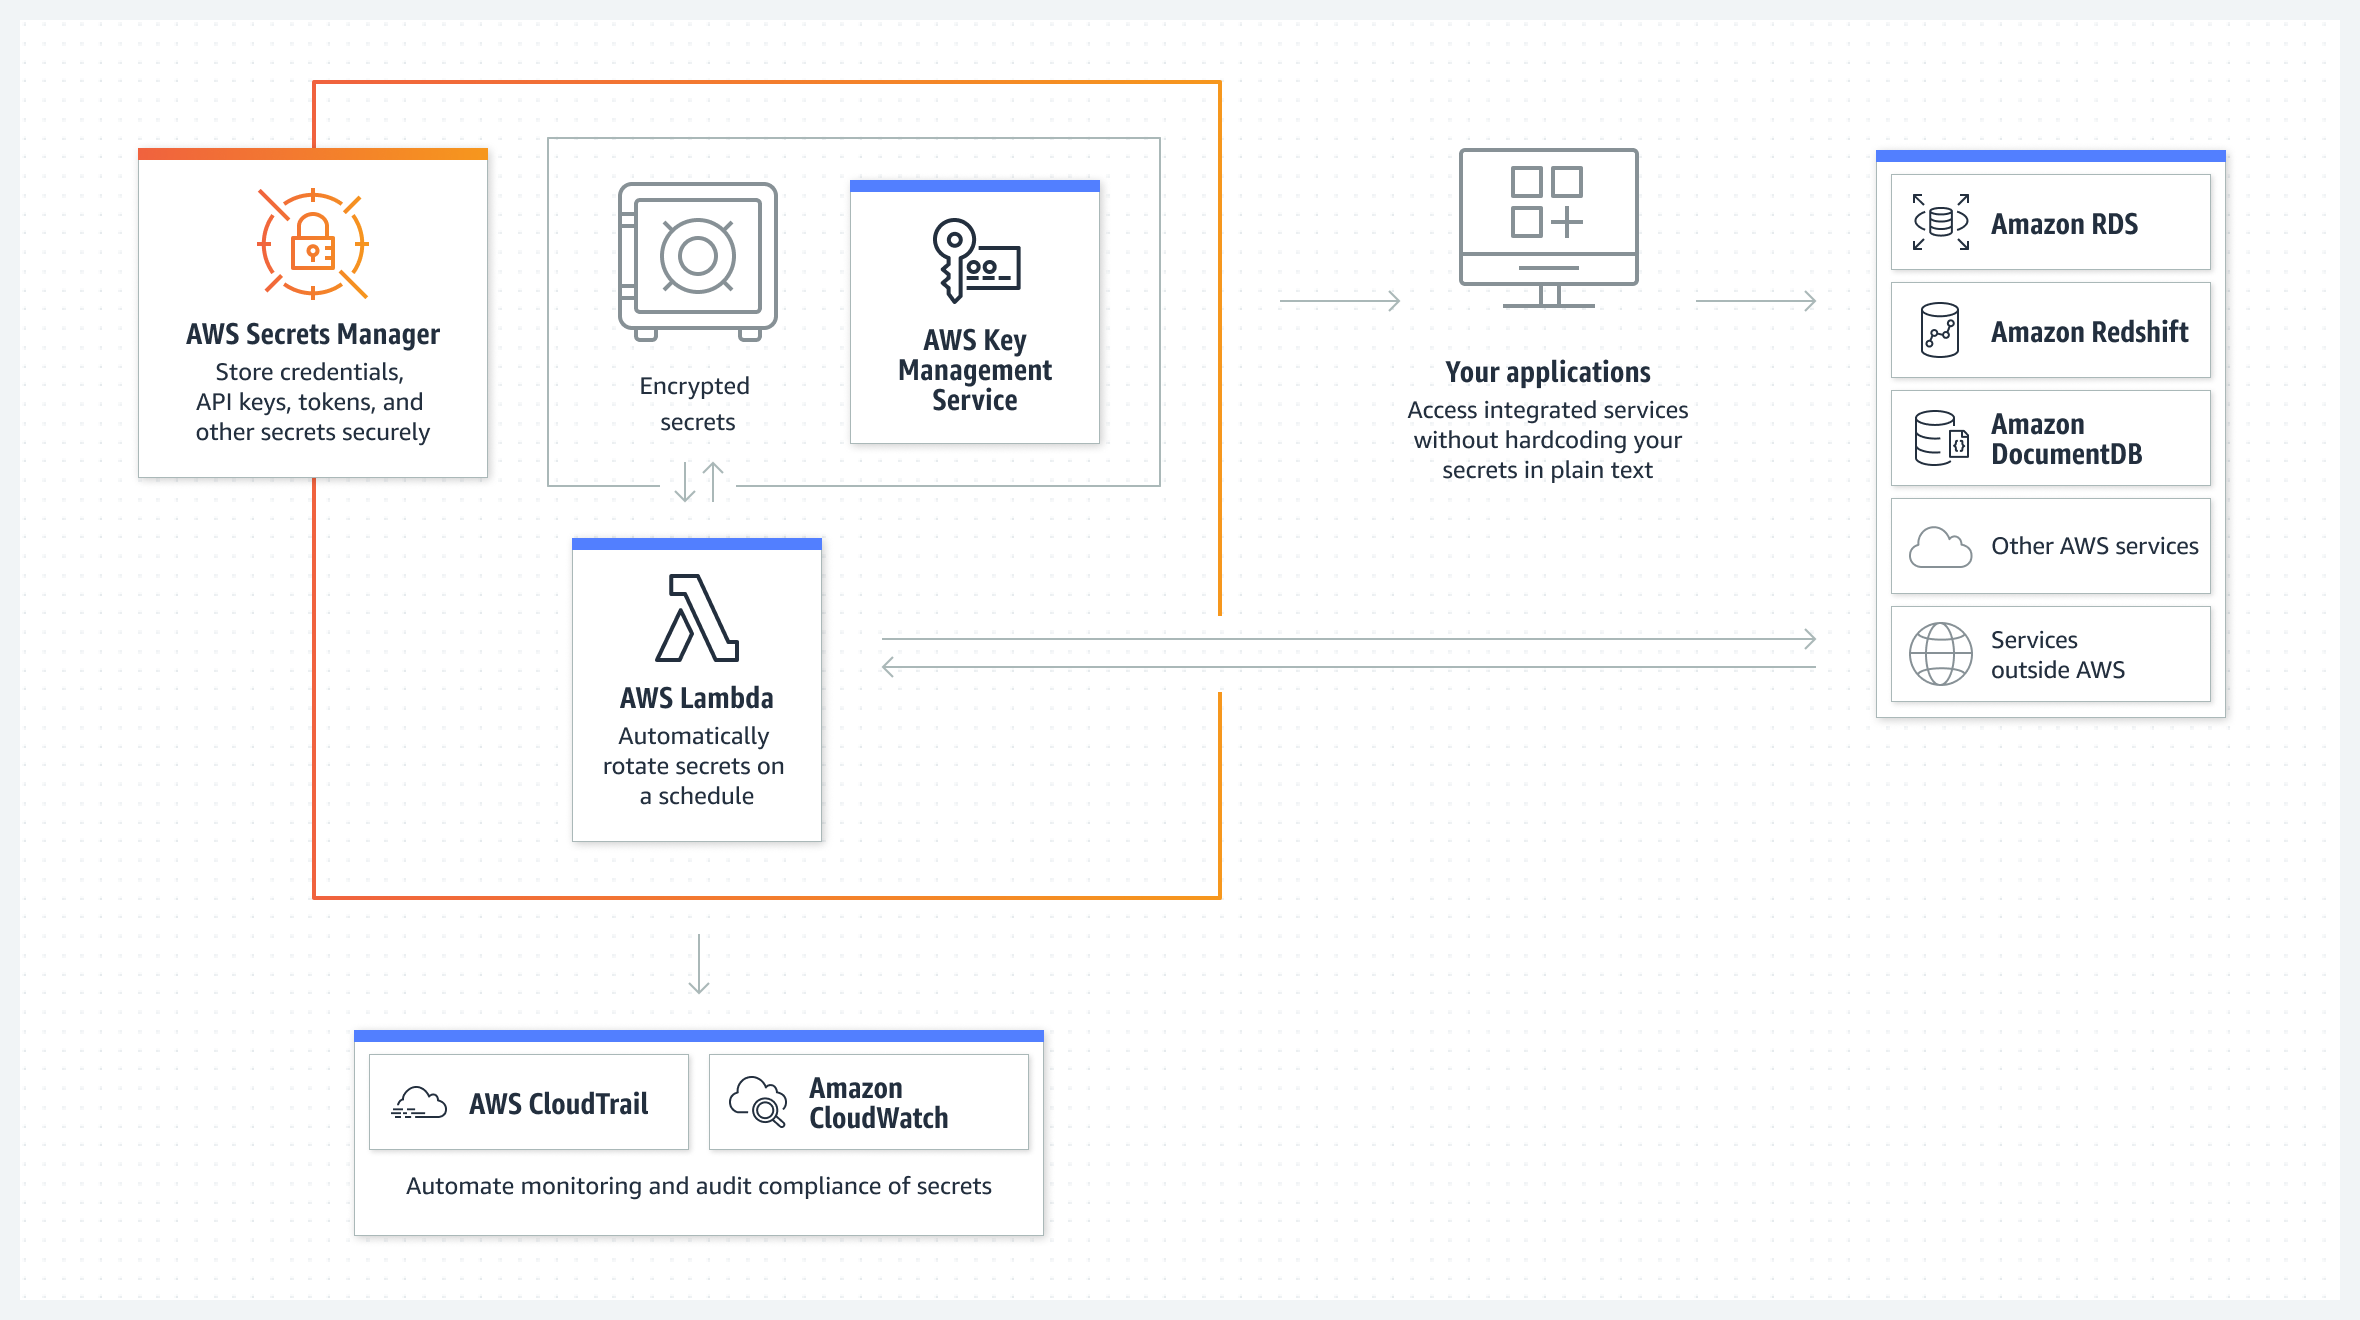 AWS Secrets Manager
Store credentials,
API keys, tokens, and
other secrets securely
Encrypted
secrets
AWS Key
Management
Service
AWS Lambda
Automatically
rotate secrets on
a schedule
Your applications
Access integrated services
without hardcoding your
secrets in plain text
Amazon RDS
Amazon Redshift
Amazon
DocumentDB
Other AWS services
Services
outside AWS
AWS CloudTrail
Amazon
CloudWatch
Automate monitoring and audit compliance of secrets